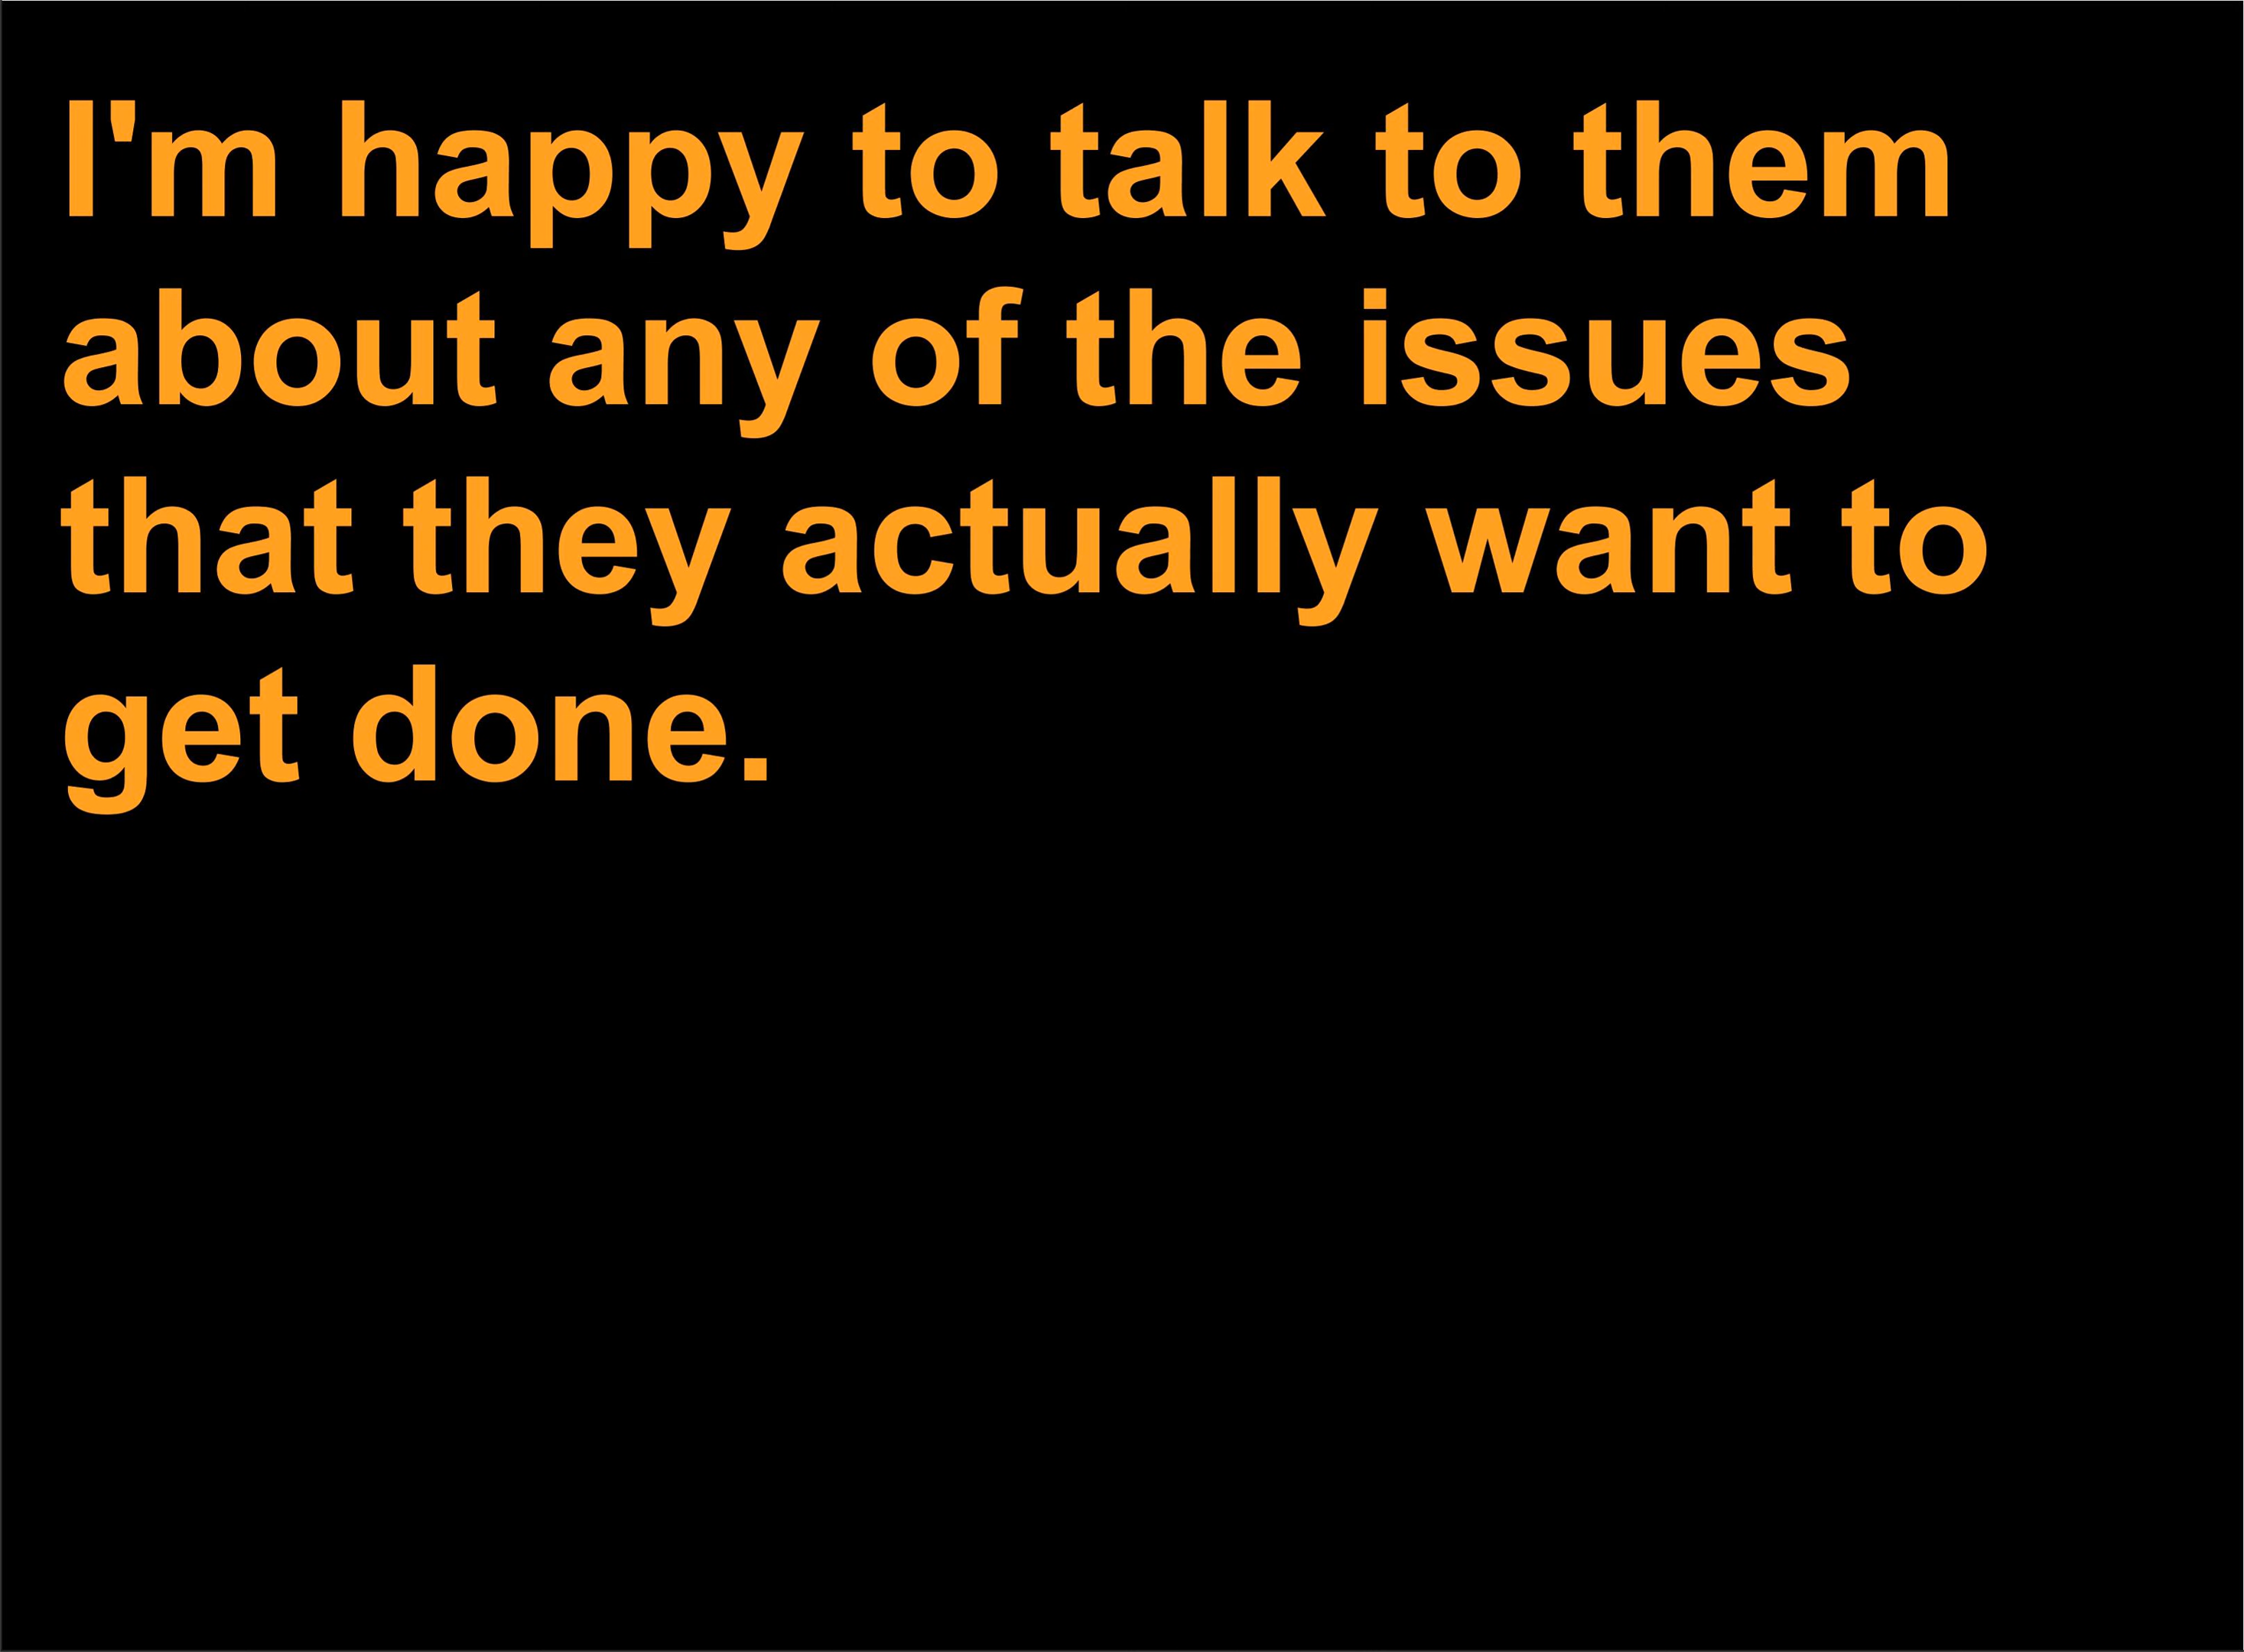 I'm happy to talk to them
about any of the issues
that they actually want to
get done.